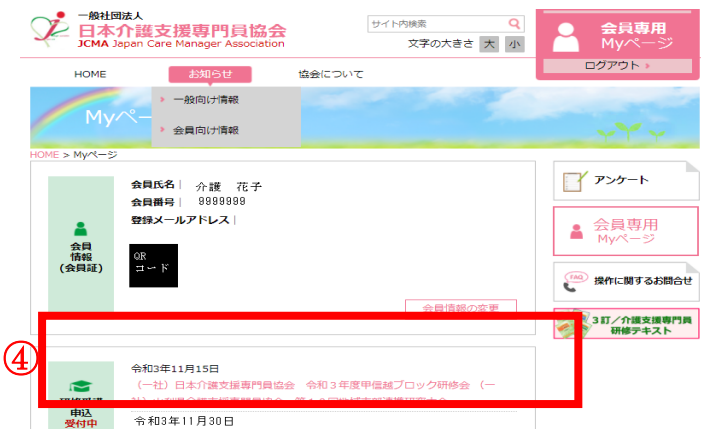 一般社団法人
日本介護支援専門員協会
JCMA Japan Care Manager Association
サイト内検索
文字の大きさ 大 小
会員専用
Myページ
ログアウト
HOME お知らせ 協会について
一般向け情報
会員向け情報
Myペー
HOME > Myページ
会員
情報
(会員証)
会員氏名| 介護 花子
会員番号| 9999999
登録メールアドレス|
QR
コード
会員情報の変更
アンケート
会員専用
Myページ
FAQ 操作に関するお問合せ
3訂/介護支援専門員
研修テキスト
④
申込
受付中
令和3年11月15日
(一社)日本介護支援専門員協会 令和3年度甲信越ブロック研修会 (一
令和3年11月30日